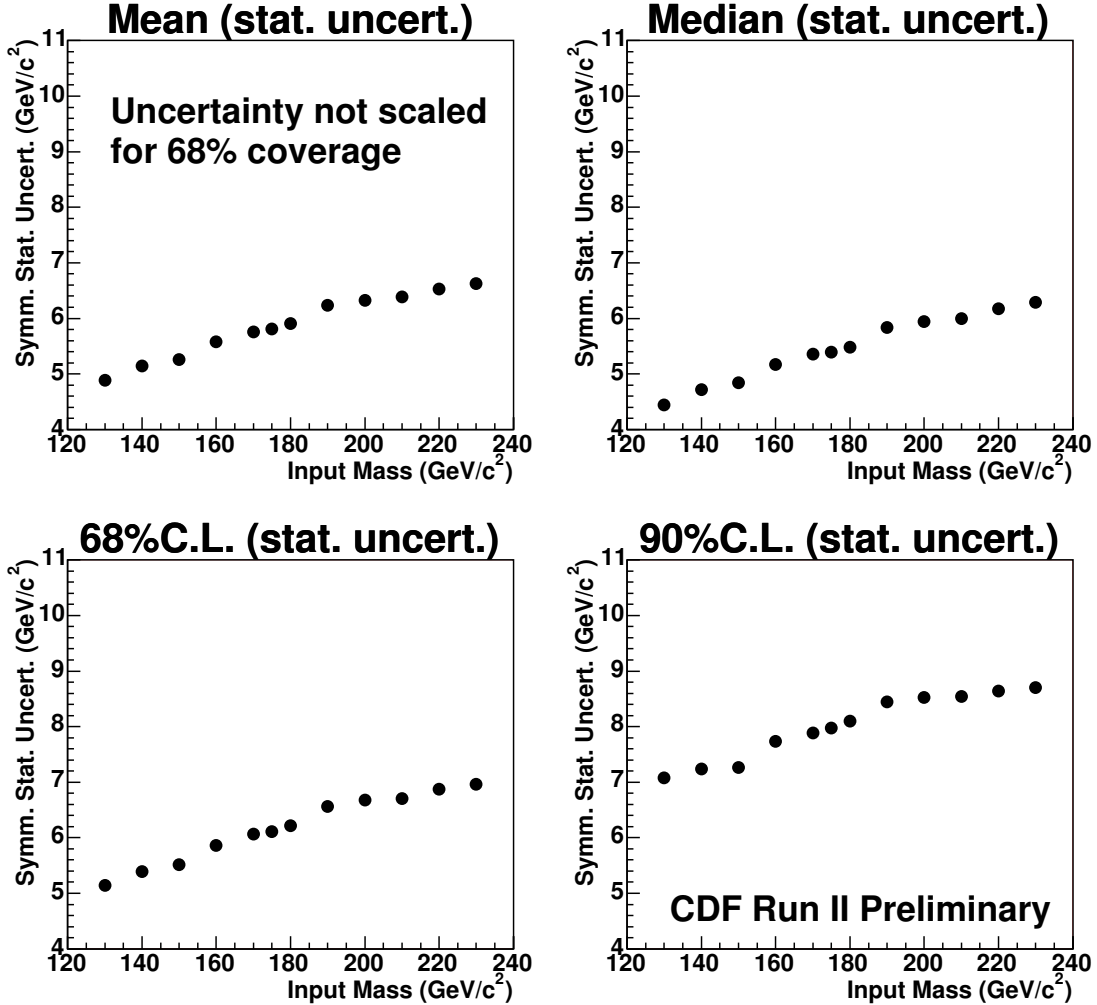 Mean (stat. uncert.)
Symm. Stat. Uncert. (GeV/c²)
11
10
9
8
7
6
5
4
Uncertainty not scaled
for 68% coverage
120 140 160 180 200 220 240
Input Mass (GeV/c²)
Median (stat. uncert.)
Symm. Stat. Uncert. (GeV/c²)
11
10
9
8
7
6
5
4
120 140 160 180 200 220 240
Input Mass (GeV/c²)
68%C.L. (stat. uncert.)
Symm. Stat. Uncert. (GeV/c²)
11
10
9
8
7
6
5
4
120 140 160 180 200 220 240
Input Mass (GeV/c²)
90%C.L. (stat. uncert.)
Symm. Stat. Uncert. (GeV/c²)
11
10
9
8
7
6
5
4
CDF Run II Preliminary
120 140 160 180 200 220 240
Input Mass (GeV/c²)